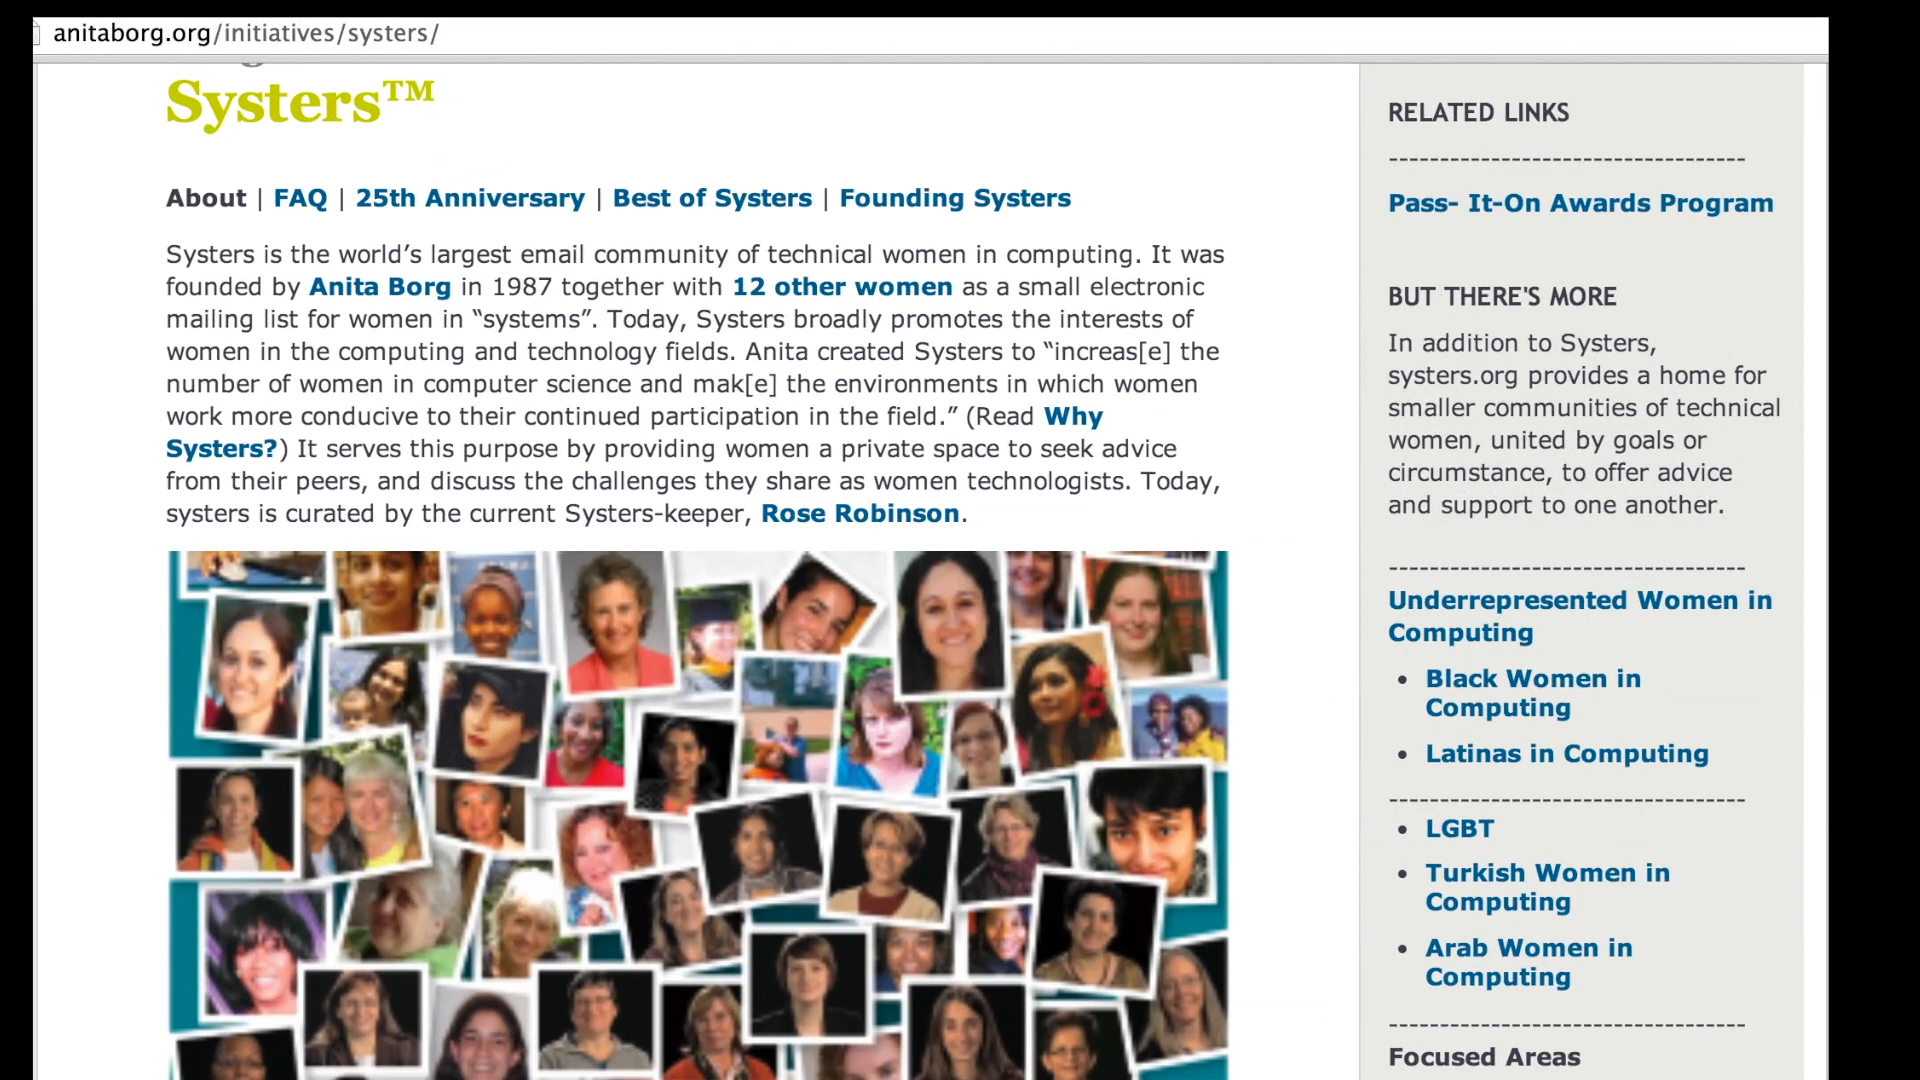 anitaborg.org/initiatives/systers/
Systers™
About | FAQ | 25th Anniversary | Best of Systers | Founding Systers
Systers is the world’s largest email community of technical women in computing. It was
founded by Anita Borg in 1987 together with 12 other women as a small electronic
mailing list for women in “systems”. Today, Systers broadly promotes the interests of
women in the computing and technology fields. Anita created Systers to “increas[e] the
number of women in computer science and mak[e] the environments in which women
work more conducive to their continued participation in the field.” (Read Why
Systers?) It serves this purpose by providing women a private space to seek advice
from their peers, and discuss the challenges they share as women technologists. Today,
systers is curated by the current Systers-keeper, Rose Robinson.
RELATED LINKS
----------------------------------
Pass- It-On Awards Program
BUT THERE'S MORE
In addition to Systers,
systers.org provides a home for
smaller communities of technical
women, united by goals or
circumstance, to offer advice
and support to one another.
----------------------------------
Underrepresented Women in
Computing
• Black Women in
Computing
• Latinas in Computing
----------------------------------
• LGBT
• Turkish Women in
Computing
• Arab Women in
Computing
----------------------------------
Focused Areas